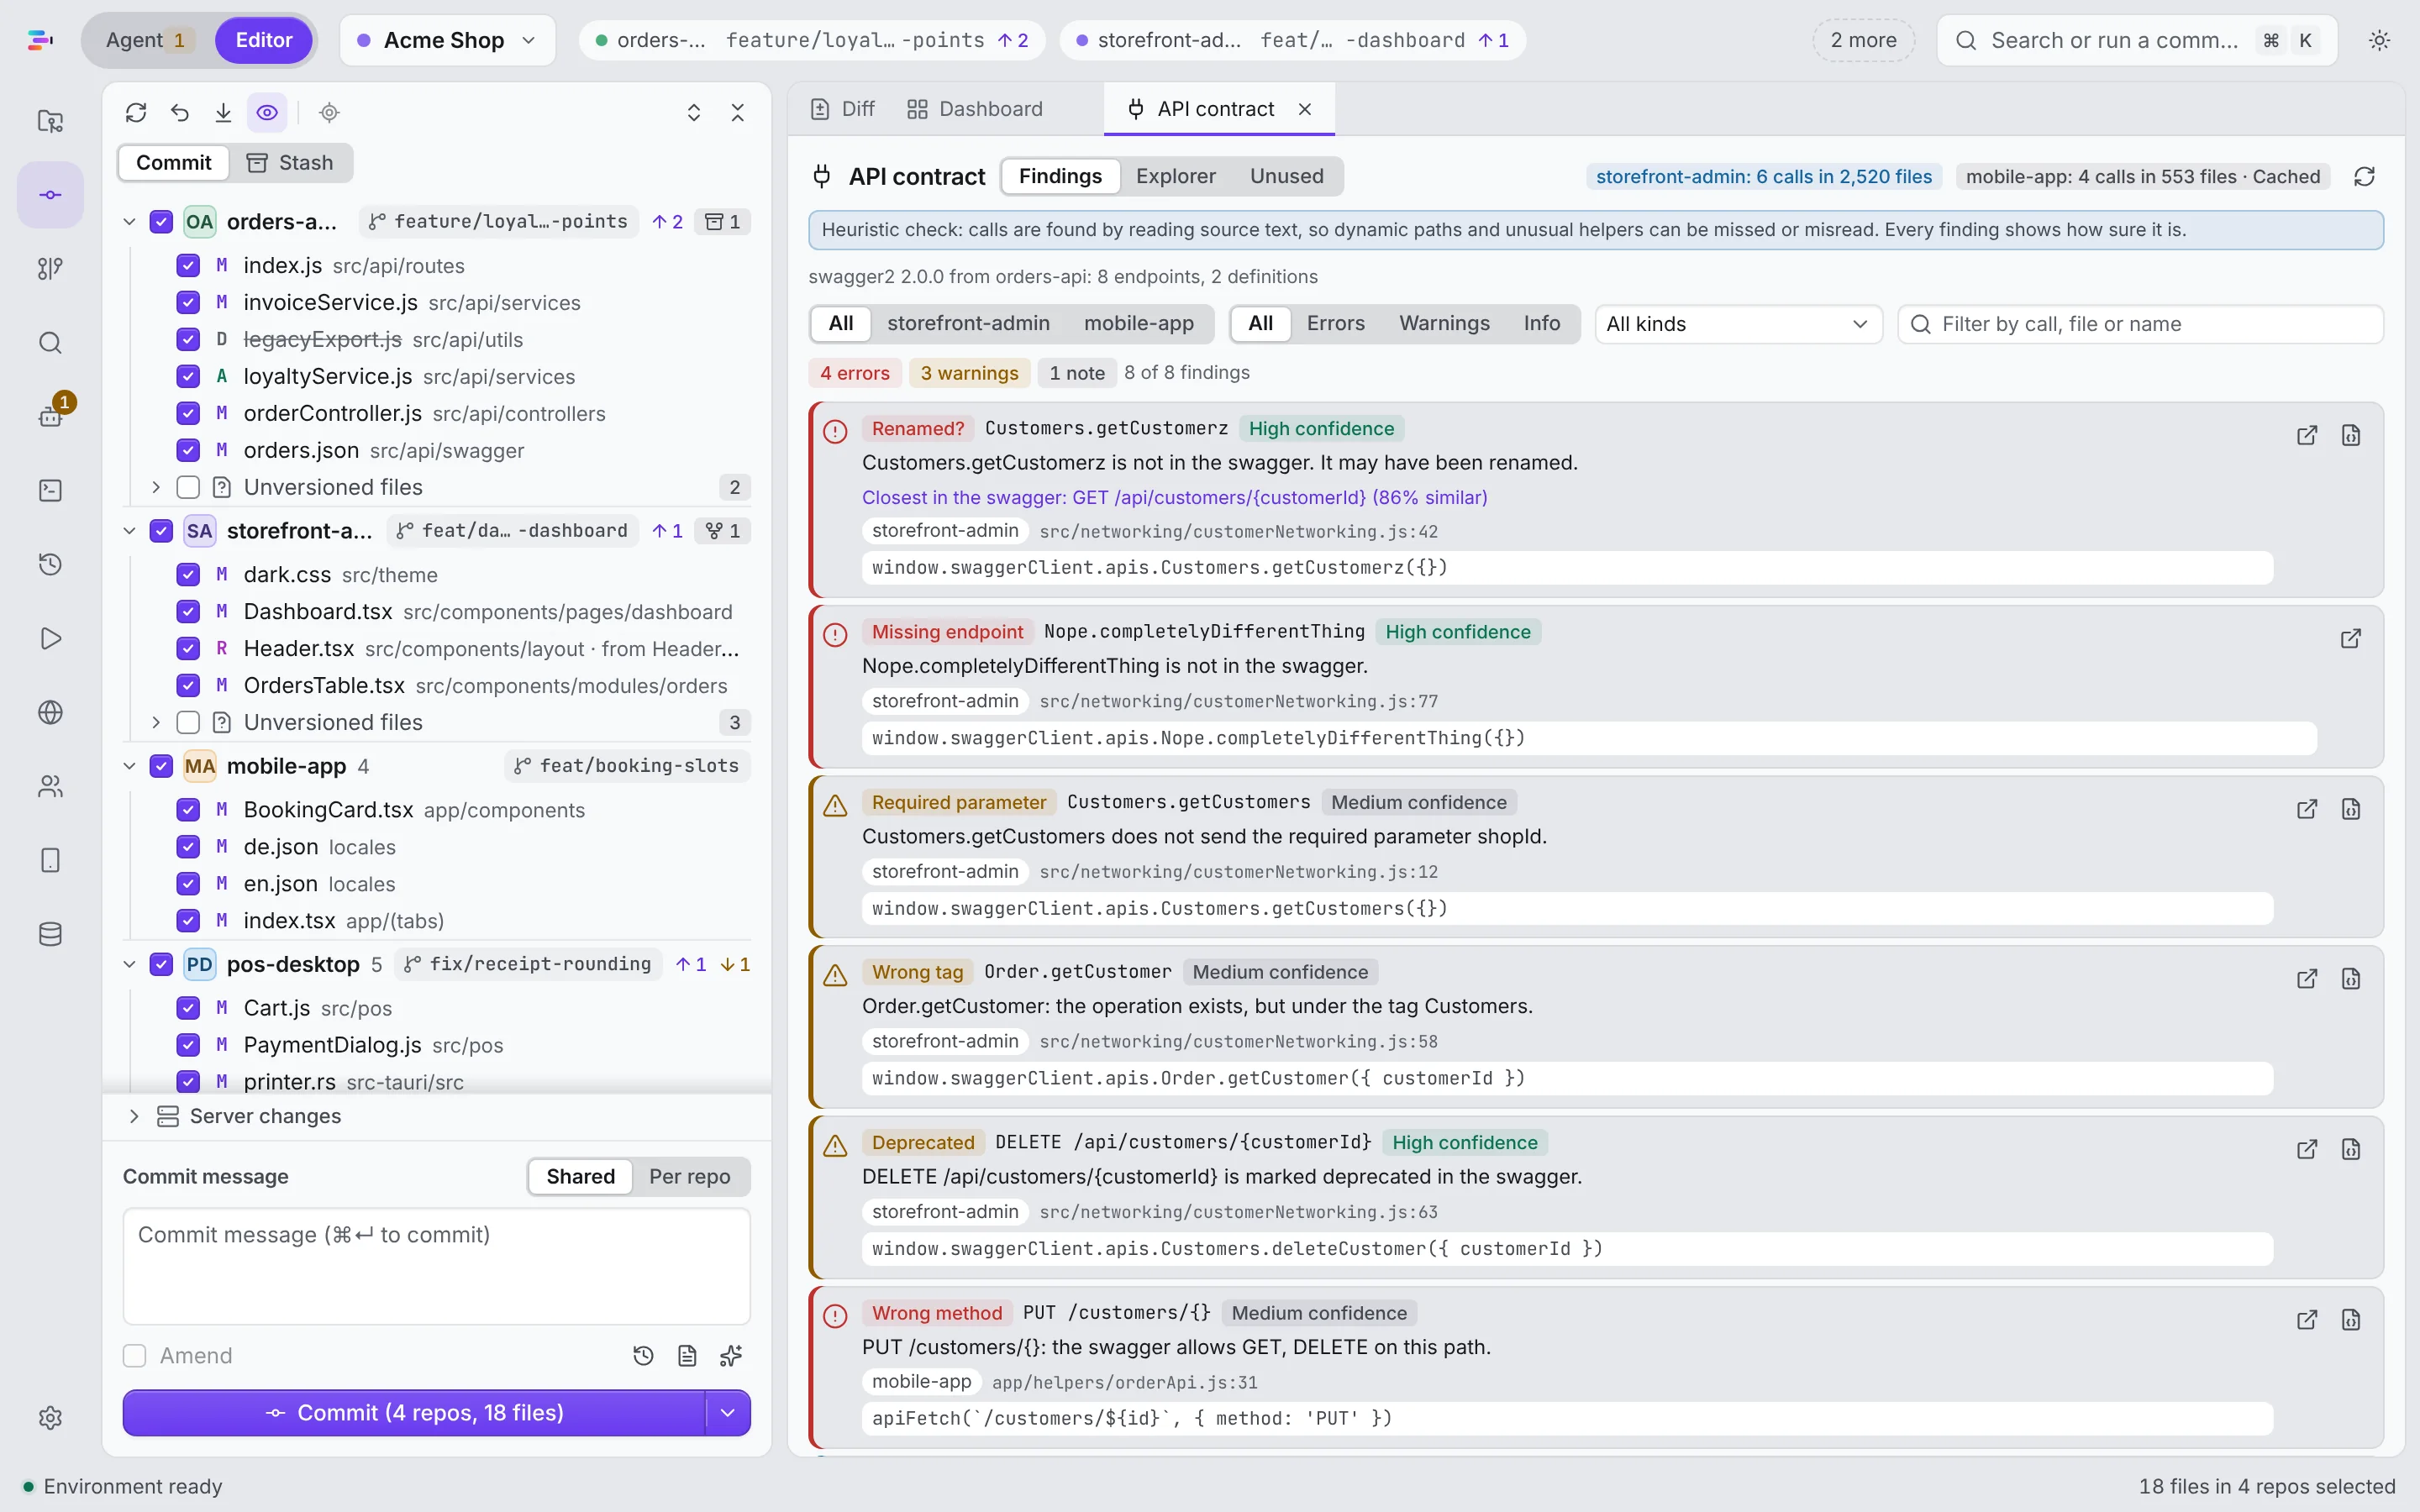 Agent 1
Editor
Acme Shop
orders-... feature/loyal…-points ↑2
storefront-ad... feat/… -dashboard ↑1
2 more
Search or run a comm... ⌘ K
Commit
Stash
OA orders-a... feature/loyal…-points ↑2 1
M index.js src/api/routes
M invoiceService.js src/api/services
D legacyExport.js src/api/utils
A loyaltyService.js src/api/services
M orderController.js src/api/controllers
M orders.json src/api/swagger
Unversioned files 2
SA storefront-a... feat/da… -dashboard ↑1 1
M dark.css src/theme
M Dashboard.tsx src/components/pages/dashboard
R Header.tsx src/components/layout · from Header...
M OrdersTable.tsx src/components/modules/orders
Unversioned files 3
MA mobile-app 4 feat/booking-slots
M BookingCard.tsx app/components
M de.json locales
M en.json locales
M index.tsx app/(tabs)
PD pos-desktop 5 fix/receipt-rounding ↑1 ↓1
M Cart.js src/pos
M PaymentDialog.js src/pos
M printer.rs src-tauri/src
Server changes
Commit message
Shared
Per repo
Commit message (⌘↵ to commit)
Amend
Commit (4 repos, 18 files)
1
Diff
Dashboard
API contract
API contract
Findings
Explorer
Unused
storefront-admin: 6 calls in 2,520 files
mobile-app: 4 calls in 553 files · Cached
Heuristic check: calls are found by reading source text, so dynamic paths and unusual helpers can be missed or misread. Every finding shows how sure it is.
swagger2 2.0.0 from orders-api: 8 endpoints, 2 definitions
All storefront-admin mobile-app
All Errors Warnings Info
All kinds
Filter by call, file or name
4 errors 3 warnings 1 note 8 of 8 findings
Renamed? Customers.getCustomerz High confidence
Customers.getCustomerz is not in the swagger. It may have been renamed.
Closest in the swagger: GET /api/customers/{customerId} (86% similar)
storefront-admin src/networking/customerNetworking.js:42
window.swaggerClient.apis.Customers.getCustomerz({})
Missing endpoint Nope.completelyDifferentThing High confidence
Nope.completelyDifferentThing is not in the swagger.
storefront-admin src/networking/customerNetworking.js:77
window.swaggerClient.apis.Nope.completelyDifferentThing({})
Required parameter Customers.getCustomers Medium confidence
Customers.getCustomers does not send the required parameter shopId.
storefront-admin src/networking/customerNetworking.js:12
window.swaggerClient.apis.Customers.getCustomers({})
Wrong tag Order.getCustomer Medium confidence
Order.getCustomer: the operation exists, but under the tag Customers.
storefront-admin src/networking/customerNetworking.js:58
window.swaggerClient.apis.Order.getCustomer({ customerId })
Deprecated DELETE /api/customers/{customerId} High confidence
DELETE /api/customers/{customerId} is marked deprecated in the swagger.
storefront-admin src/networking/customerNetworking.js:63
window.swaggerClient.apis.Customers.deleteCustomer({ customerId })
Wrong method PUT /customers/{} Medium confidence
PUT /customers/{}: the swagger allows GET, DELETE on this path.
mobile-app app/helpers/orderApi.js:31
apiFetch(`/customers/${id}`, { method: 'PUT' })
Environment ready
18 files in 4 repos selected